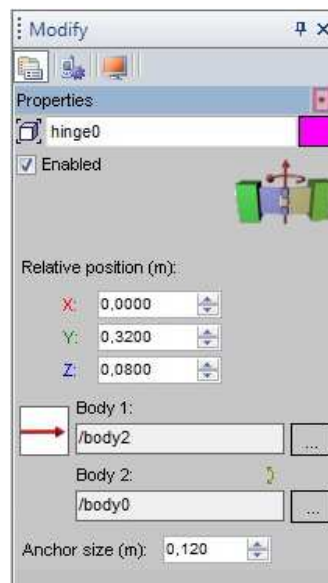 Modify
Properties
hinge0
Enabled
Relative position (m):
X: 0,0000
Y: 0,3200
Z: 0,0800
Body 1:
/body2
...
Body 2:
/body0
...
Anchor size (m): 0,120